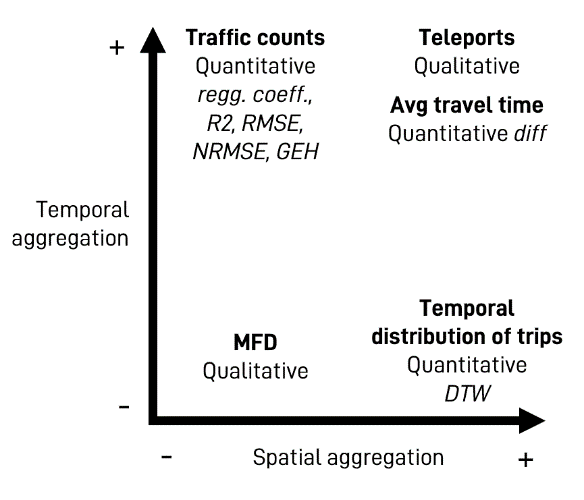 +
Traffic counts
Quantitative
regg. coeff.,
R2, RMSE,
NRMSE, GEH
Teleports
Qualitative
Avg travel time
Quantitative diff
Temporal
aggregation
MFD
Qualitative
Temporal
distribution of trips
Quantitative
DTW
-
- Spatial aggregation +